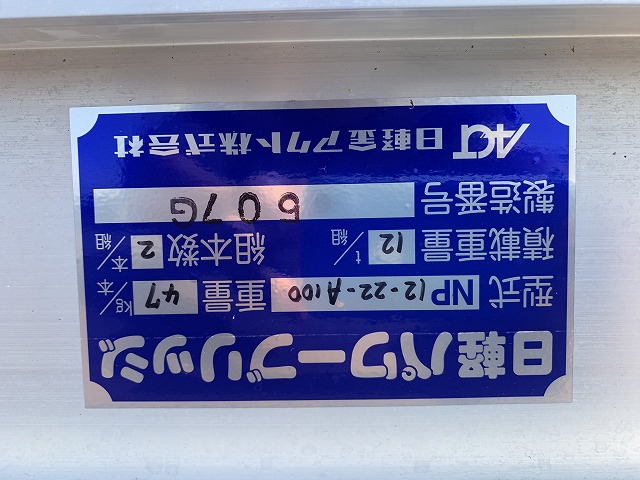 日軽パワーブリッジ
型式 NP12-22-A100 重量 47 kg/本
積載重量 12 t/組 組本数 2 本/組
製造番号 507G
ACT 日軽金アクト株式会社